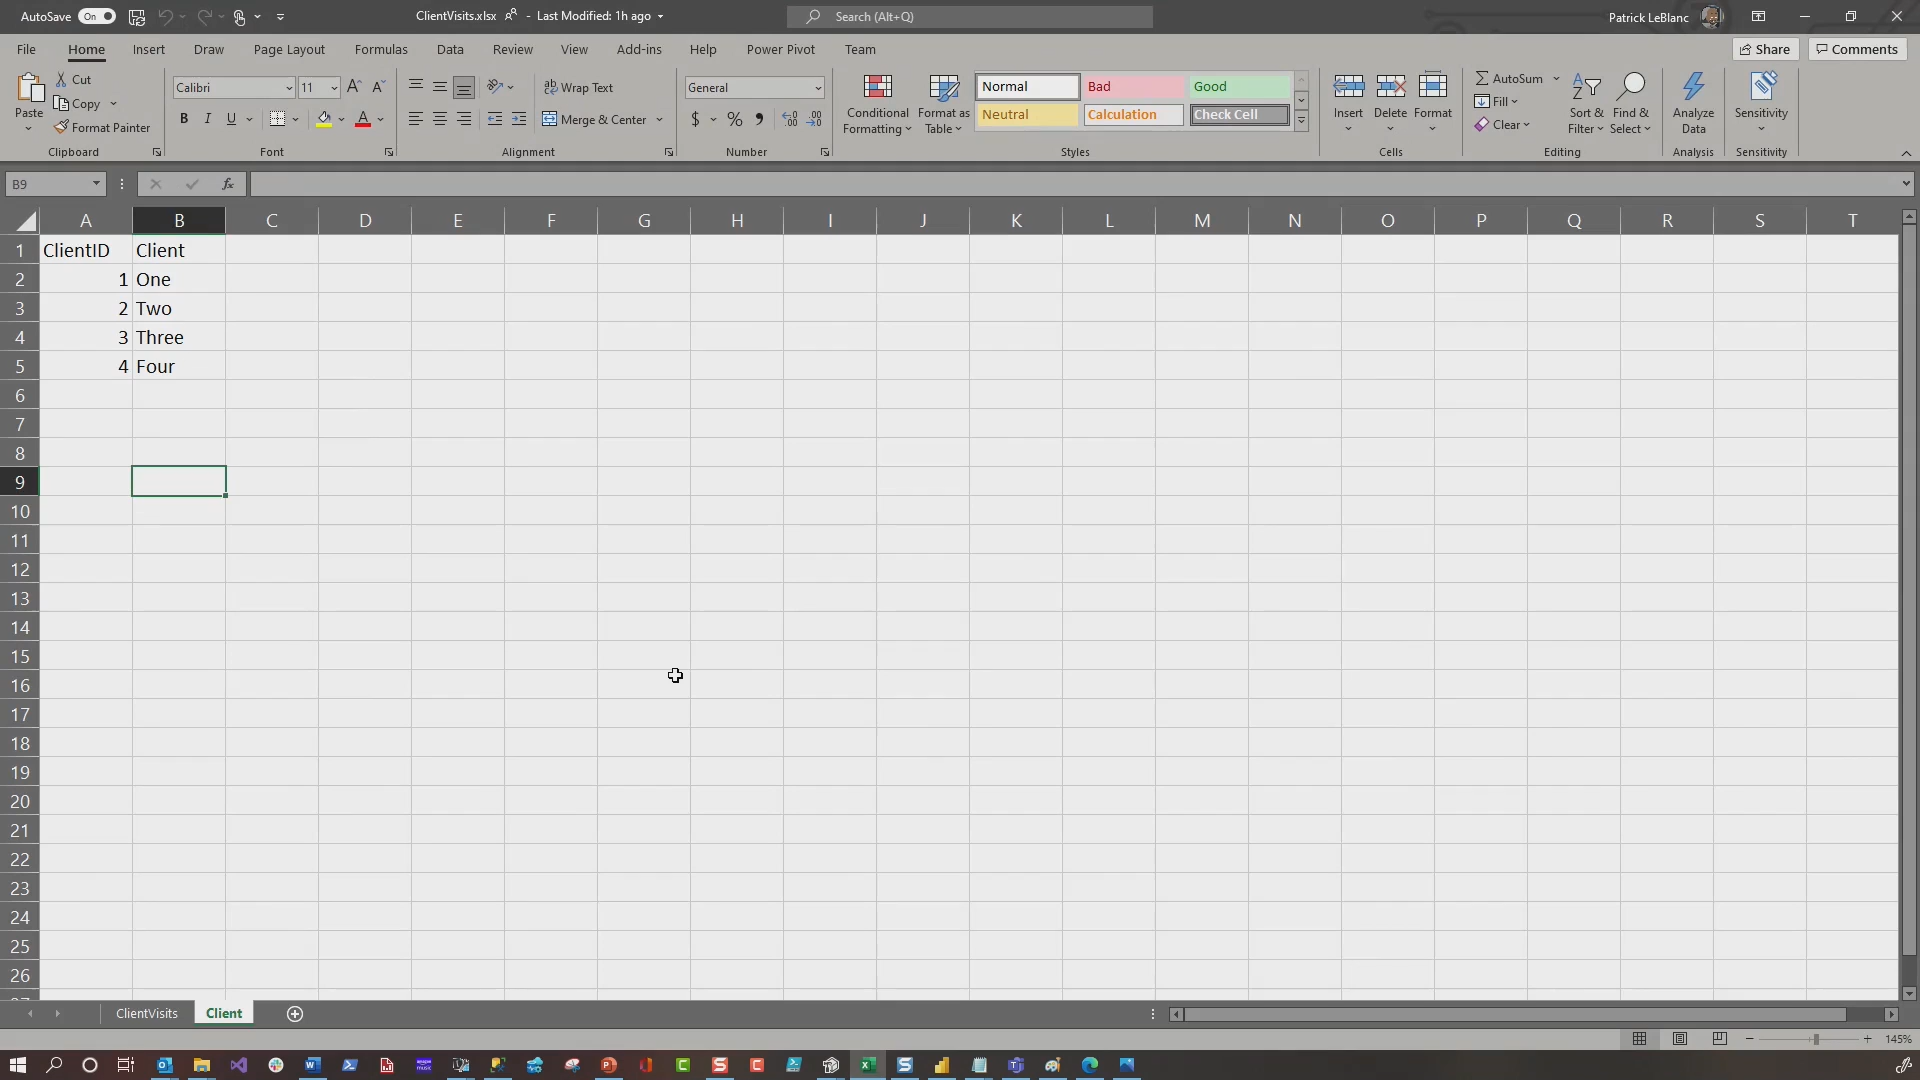 AutoSave On ClientVisits.xlsx - Last Modified: 1h ago Search (Alt+Q) Patrick LeBlanc
File Home Insert Draw Page Layout Formulas Data Review View Add-ins Help Power Pivot Team Share Comments
Paste Cut Copy Format Painter
Clipboard
Calibri 11
B I U
Font
Wrap Text
Merge & Center
Alignment
General
$ % 9
Number
Conditional Formatting
Format as Table
Normal Bad Good
Neutral Calculation Check Cell
Styles
Insert Delete Format
Cells
AutoSum
Fill
Clear
Sort & Filter
Find & Select
Editing
Analyze Data
Analysis
Sensitivity
Sensitivity
B9 fx
A B C D E F G H I J K L M N O P Q R S T
1 ClientID Client
2 1 One
3 2 Two
4 3 Three
5 4 Four
6
7
8
9
10
11
12
13
14
15
16
17
18
19
20
21
22
23
24
25
26
ClientVisits Client
145%